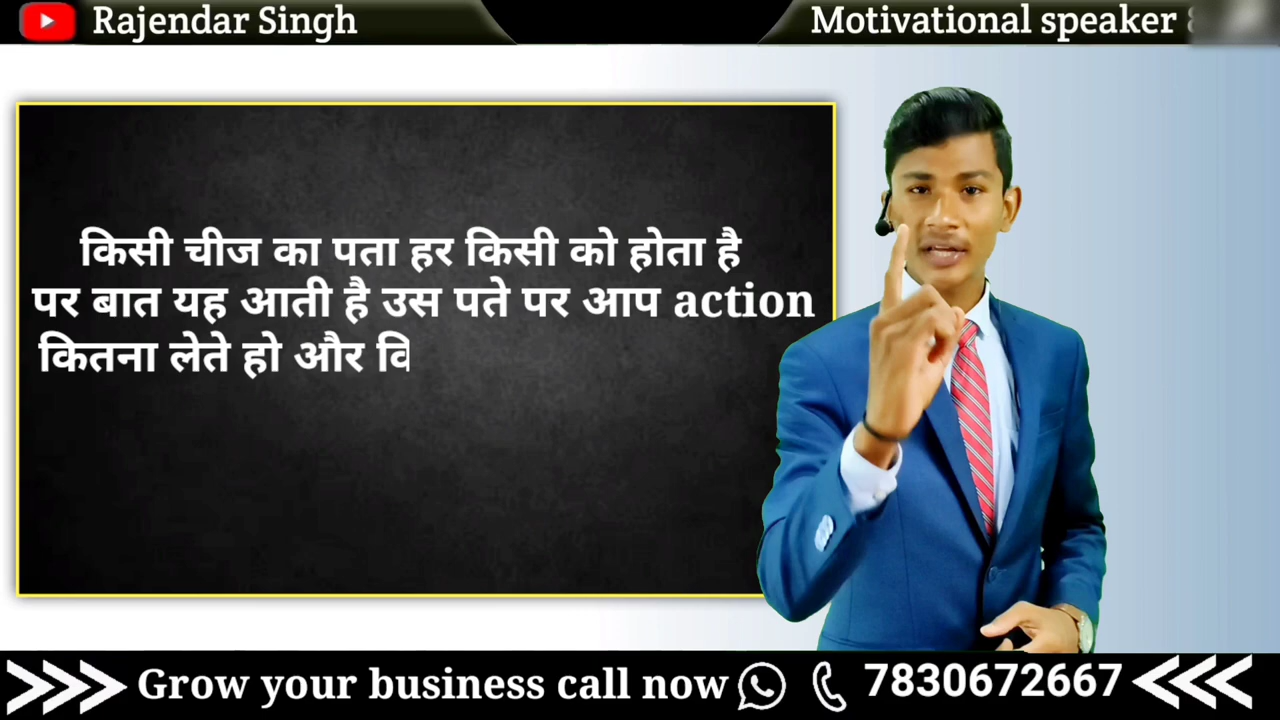 Rajendar Singh
Motivational speaker
किसी चीज का पता हर किसी को होता है
पर बात यह आती है उस पते पर आप action
कितना लेते हो और
Grow your business call now 7830672667